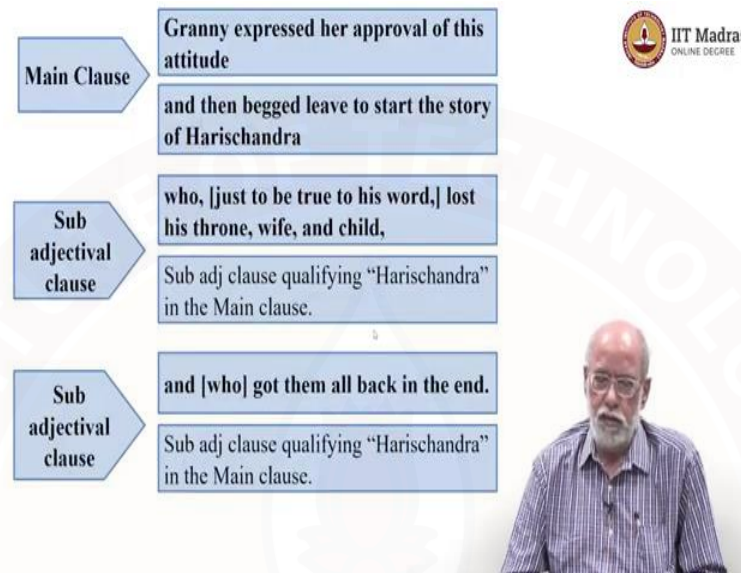 Main Clause
Granny expressed her approval of this
attitude
and then begged leave to start the story
of Harischandra
Sub
adjectival
clause
who, [just to be true to his word,] lost
his throne, wife, and child,
Sub adj clause qualifying “Harischandra”
in the Main clause.
Sub
adjectival
clause
and [who] got them all back in the end.
Sub adj clause qualifying “Harischandra”
in the Main clause.
IIT Madras
ONLINE DEGREE